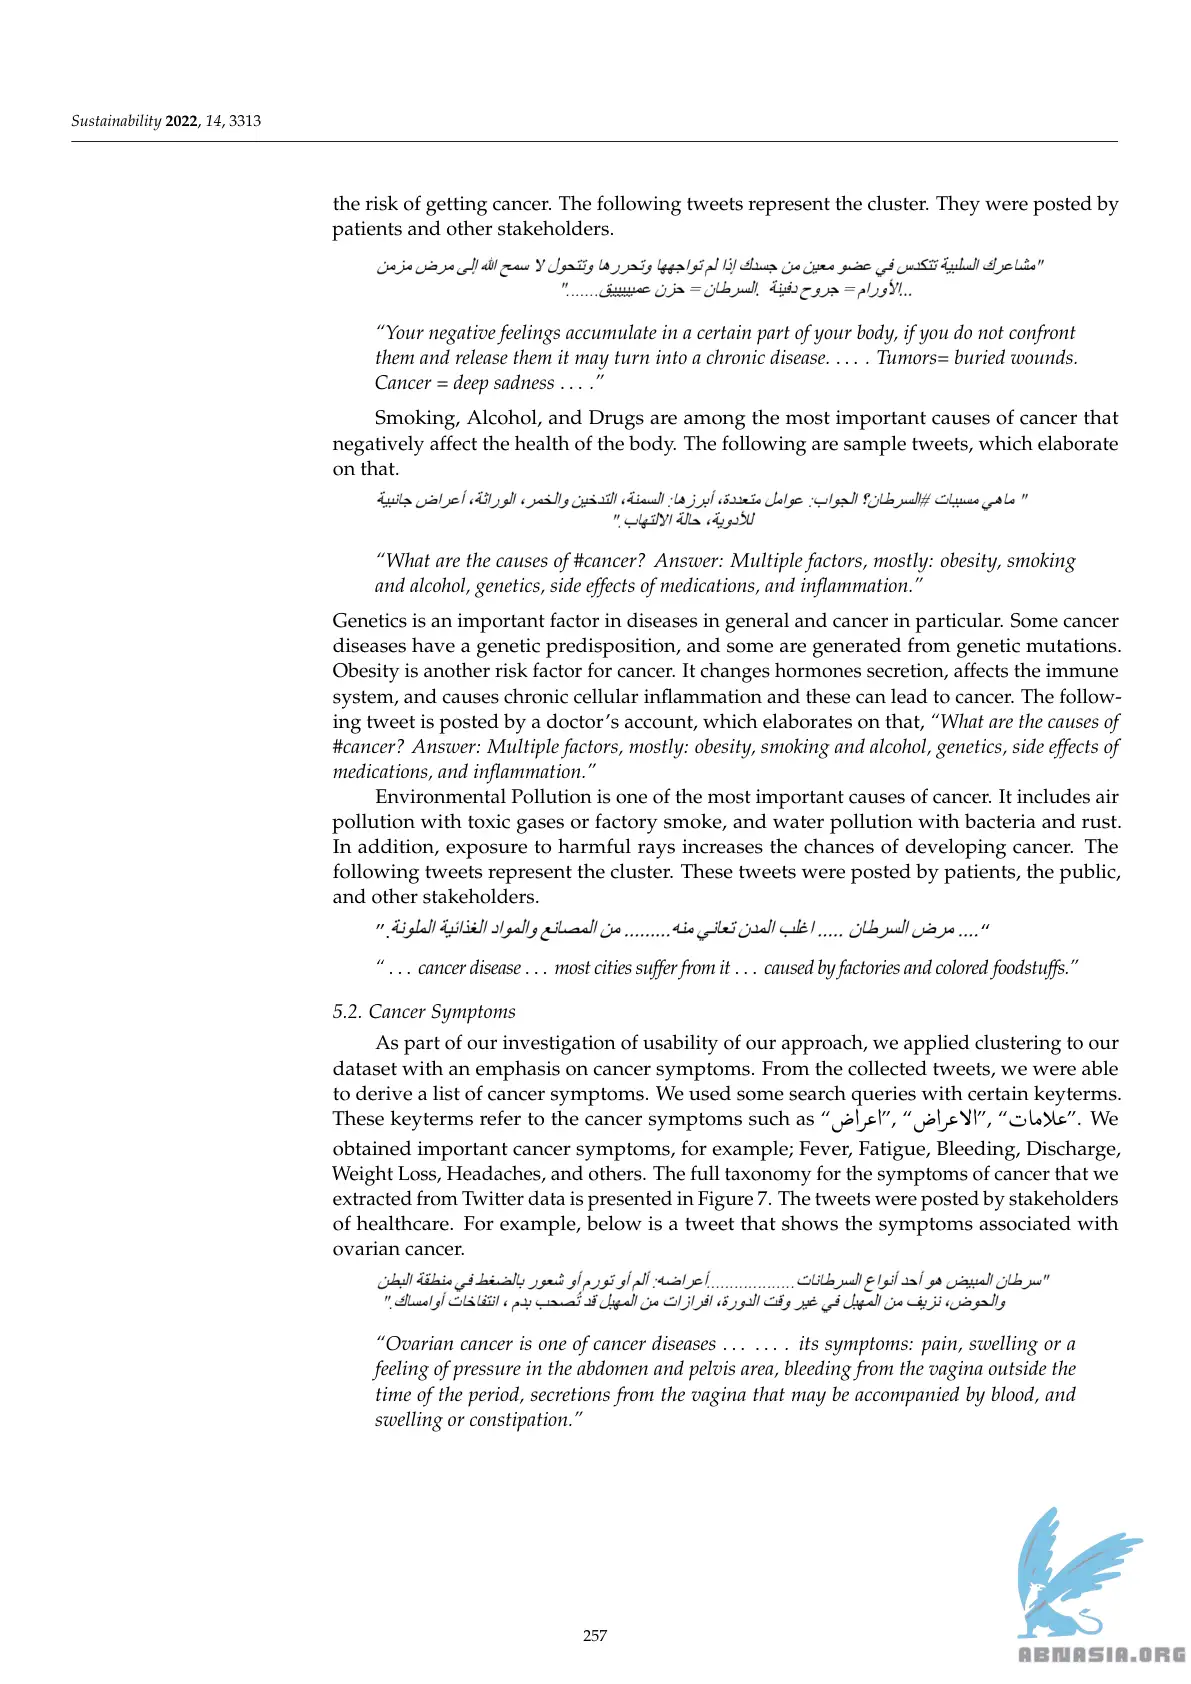 Sustainability 2022, 14, 3313
the risk of getting cancer. The following tweets represent the cluster. They were posted by
patients and other stakeholders.
"مشاعرك السلبية تتكدس في عضو معين من جسدك إذا لم تواجهها وتحررها وتتحول لا سمح الله إلى مرض مزمن
...الأورام = جروح دفينة .السرطان = حزن عميييييق......."
“Your negative feelings accumulate in a certain part of your body, if you do not confront
them and release them it may turn into a chronic disease. . . . . Tumors= buried wounds.
Cancer = deep sadness . . . .”
Smoking, Alcohol, and Drugs are among the most important causes of cancer that
negatively affect the health of the body. The following are sample tweets, which elaborate
on that.
" ماهي مسببات #السرطان؟ الجواب: عوامل متعددة، أبرزها: السمنة، التدخين والخمر، الوراثة، أعراض جانبية
للأدوية، حالة الالتهاب."
“What are the causes of #cancer? Answer: Multiple factors, mostly: obesity, smoking
and alcohol, genetics, side effects of medications, and inflammation.”
Genetics is an important factor in diseases in general and cancer in particular. Some cancer
diseases have a genetic predisposition, and some are generated from genetic mutations.
Obesity is another risk factor for cancer. It changes hormones secretion, affects the immune
system, and causes chronic cellular inflammation and these can lead to cancer. The follow-
ing tweet is posted by a doctor’s account, which elaborates on that, “What are the causes of
#cancer? Answer: Multiple factors, mostly: obesity, smoking and alcohol, genetics, side effects of
medications, and inflammation.”
Environmental Pollution is one of the most important causes of cancer. It includes air
pollution with toxic gases or factory smoke, and water pollution with bacteria and rust.
In addition, exposure to harmful rays increases the chances of developing cancer. The
following tweets represent the cluster. These tweets were posted by patients, the public,
and other stakeholders.
“.... مرض السرطان ..... اغلب المدن تعاني منه......... من المصانع والمواد الغذائية الملونة.”
“ . . . cancer disease . . . most cities suffer from it . . . caused by factories and colored foodstuffs.”
5.2. Cancer Symptoms
As part of our investigation of usability of our approach, we applied clustering to our
dataset with an emphasis on cancer symptoms. From the collected tweets, we were able
to derive a list of cancer symptoms. We used some search queries with certain keyterms.
These keyterms refer to the cancer symptoms such as “اعراض”, “الاعراض”, “علامات”. We
obtained important cancer symptoms, for example; Fever, Fatigue, Bleeding, Discharge,
Weight Loss, Headaches, and others. The full taxonomy for the symptoms of cancer that we
extracted from Twitter data is presented in Figure 7. The tweets were posted by stakeholders
of healthcare. For example, below is a tweet that shows the symptoms associated with
ovarian cancer.
"سرطان المبيض هو أحد أنواع السرطانات...................أعراضه: ألم أو تورم أو شعور بالضغط في منطقة البطن
والحوض، نزيف من المهبل في غير وقت الدورة، افرازات من المهبل قد تُصحب بدم ، انتفاخات أوامساك."
“Ovarian cancer is one of cancer diseases . . . . . . . its symptoms: pain, swelling or a
feeling of pressure in the abdomen and pelvis area, bleeding from the vagina outside the
time of the period, secretions from the vagina that may be accompanied by blood, and
swelling or constipation.”
257
ABNASIA.ORG